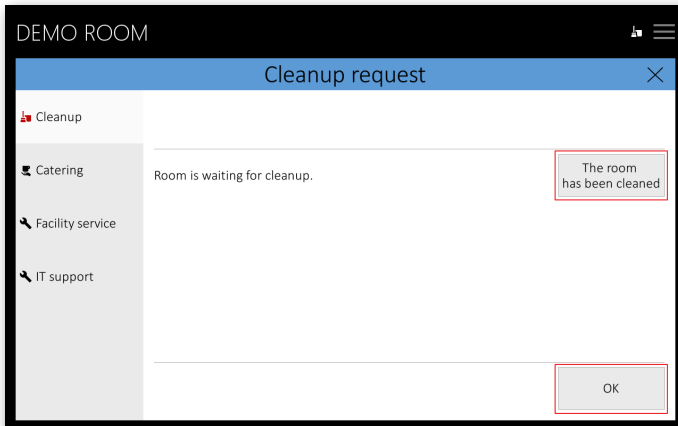 DEMO ROOM
Cleanup request
Cleanup
Catering
Facility service
IT support
Room is waiting for cleanup.
The room
has been cleaned
OK